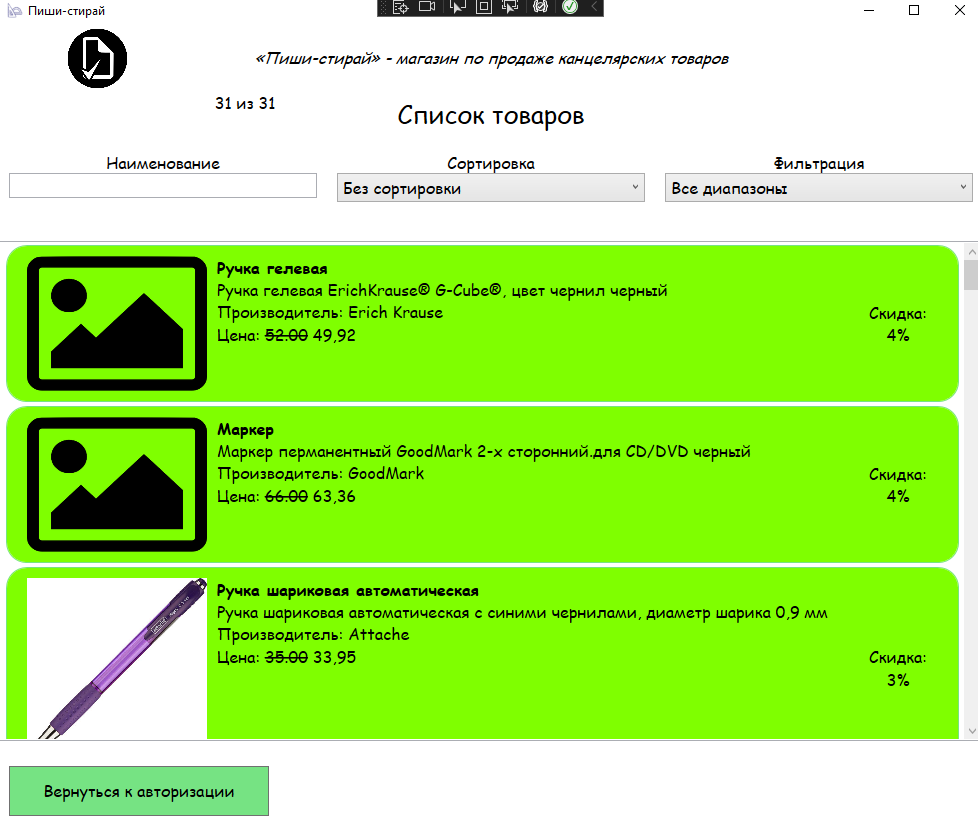 Пиши-стирай
«Пиши-стирай» - магазин по продаже канцелярских товаров
31 из 31
Список товаров
Наименование
Сортировка
Фильтрация
Без сортировки
Все диапазоны
Ручка гелевая
Ручка гелевая ErichKrause® G-Cube®, цвет чернил черный
Производитель: Erich Krause
Цена: 52.00 49,92
Скидка:
4%
Маркер
Маркер перманентный GoodMark 2-х сторонний.для CD/DVD черный
Производитель: GoodMark
Цена: 66.00 63,36
Скидка:
4%
Ручка шариковая автоматическая
Ручка шариковая автоматическая с синими чернилами, диаметр шарика 0,9 мм
Производитель: Attache
Цена: 35.00 33,95
Скидка:
3%
Вернуться к авторизации